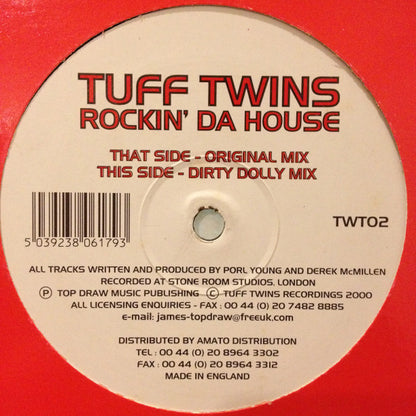 TUFF TWINS
ROCKIN' DA HOUSE
THAT SIDE - ORIGINAL MIX
THIS SIDE - DIRTY DOLLY MIX
TWT02
5 039238 061793
ALL TRACKS WRITTEN AND PRODUCED BY PORL YOUNG AND DEREK McMILLEN
RECORDED AT STONE ROOM STUDIOS, LONDON
Ⓟ TOP DRAW MUSIC PUBLISHING © TUFF TWINS RECORDINGS 2000
ALL LICENSING ENQUIRIES - FAX : 00 44 (0) 20 7482 8885
e-mail: james-topdraw@freeuk.com
DISTRIBUTED BY AMATO DISTRIBUTION
TEL : 00 44 (0) 20 8964 3302
FAX : 00 44 (0) 20 8964 3312
MADE IN ENGLAND